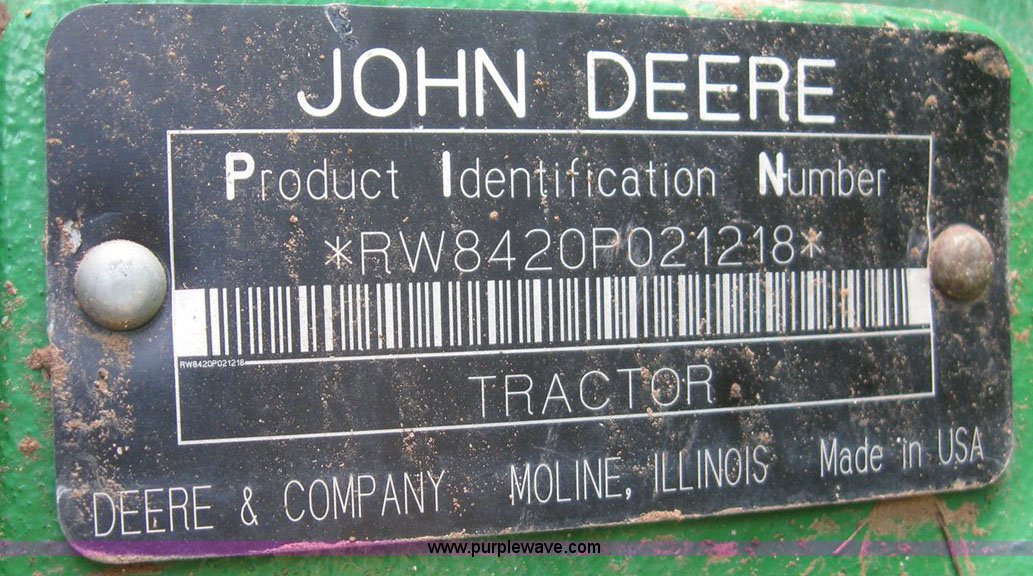 JOHN DEERE
Product Identification Number
*RW8420P021218*
RW8420P021218
TRACTOR
DEERE & COMPANY MOLINE, ILLINOIS Made in USA
www.purplewave.com